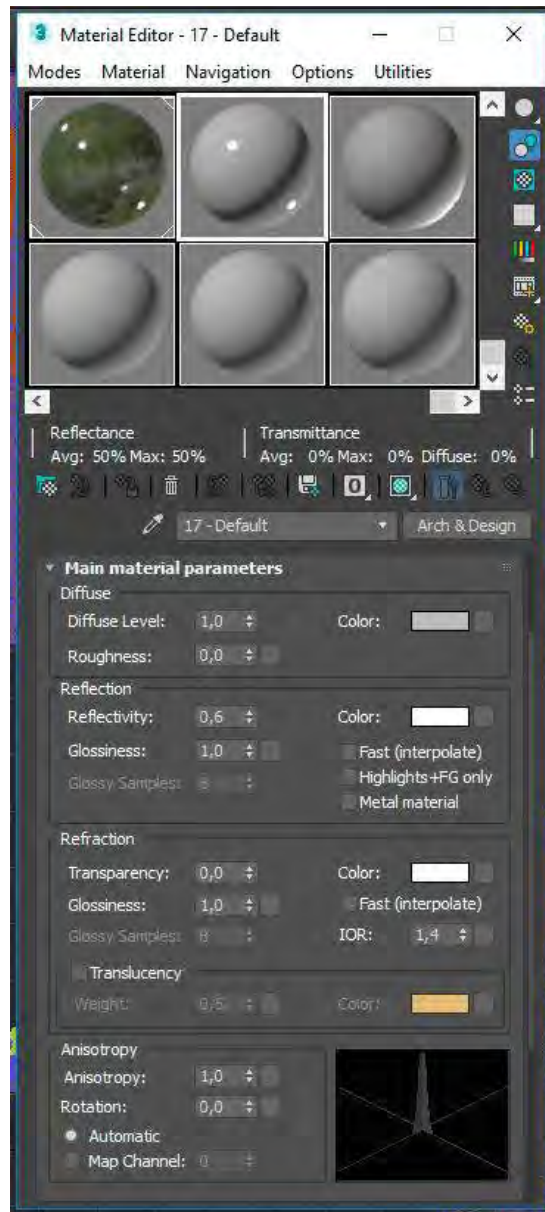 3 Material Editor - 17 - Default
Modes Material Navigation Options Utilities
Reflectance Transmittance
Avg: 50% Max: 50% Avg: 0% Max: 0% Diffuse: 0%
0
17 - Default Arch & Design
Main material parameters
Diffuse
Diffuse Level: 1,0 Color:
Roughness: 0,0
Reflection
Reflectivity: 0,6 Color:
Glossiness: 1,0 Fast (interpolate)
Glossy Samples: 8 Highlights+FG only
Metal material
Refraction
Transparency: 0,0 Color:
Glossiness: 1,0 Fast (interpolate)
Glossy Samples: 8 IOR: 1,4
Translucency
Weight: 0,5 Color:
Anisotropy
Anisotropy: 1,0
Rotation: 0,0
Automatic
Map Channel: 0